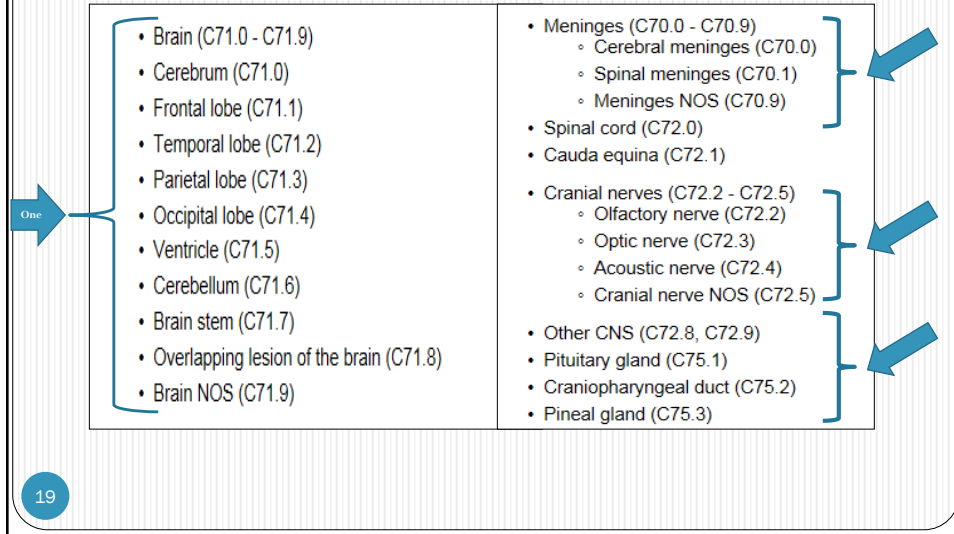 One
• Brain (C71.0 - C71.9)
• Cerebrum (C71.0)
• Frontal lobe (C71.1)
• Temporal lobe (C71.2)
• Parietal lobe (C71.3)
• Occipital lobe (C71.4)
• Ventricle (C71.5)
• Cerebellum (C71.6)
• Brain stem (C71.7)
• Overlapping lesion of the brain (C71.8)
• Brain NOS (C71.9)
• Meninges (C70.0 - C70.9)
◦ Cerebral meninges (C70.0)
◦ Spinal meninges (C70.1)
◦ Meninges NOS (C70.9)
• Spinal cord (C72.0)
• Cauda equina (C72.1)
• Cranial nerves (C72.2 - C72.5)
◦ Olfactory nerve (C72.2)
◦ Optic nerve (C72.3)
◦ Acoustic nerve (C72.4)
◦ Cranial nerve NOS (C72.5)
• Other CNS (C72.8, C72.9)
• Pituitary gland (C75.1)
• Craniopharyngeal duct (C75.2)
• Pineal gland (C75.3)
19